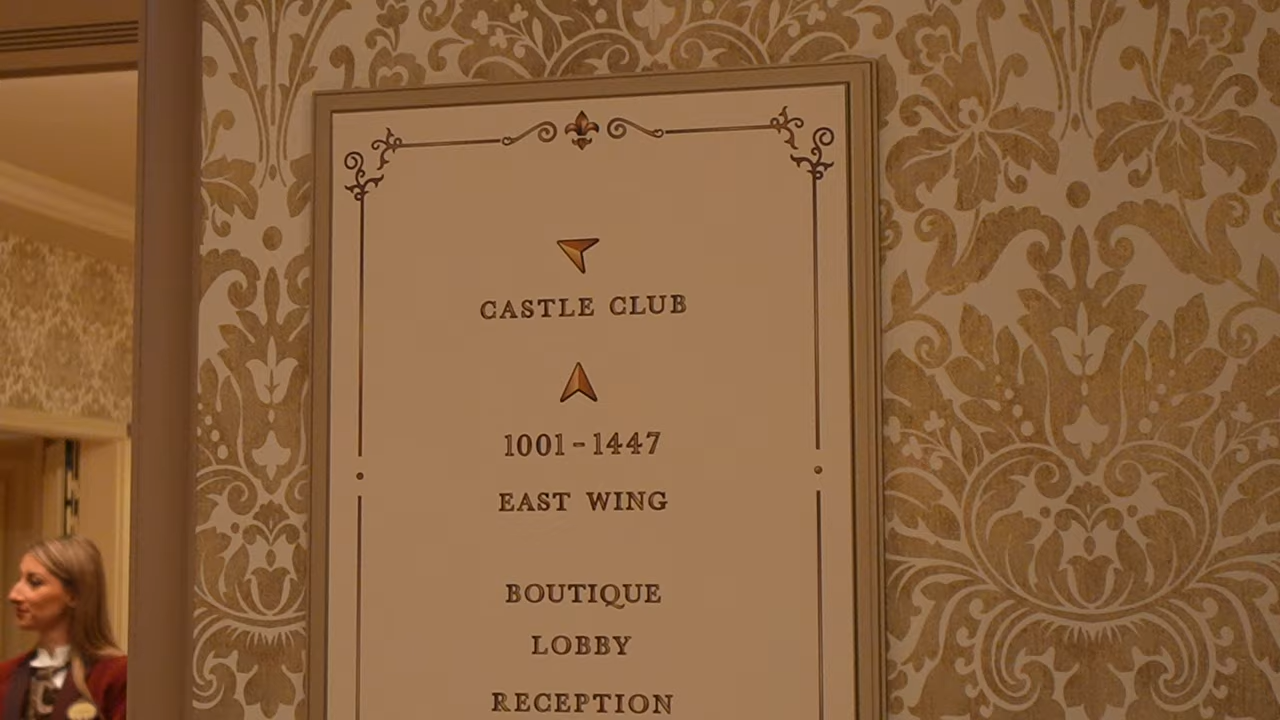 CASTLE CLUB
1001-1447
EAST WING
BOUTIQUE
LOBBY
RECEPTION